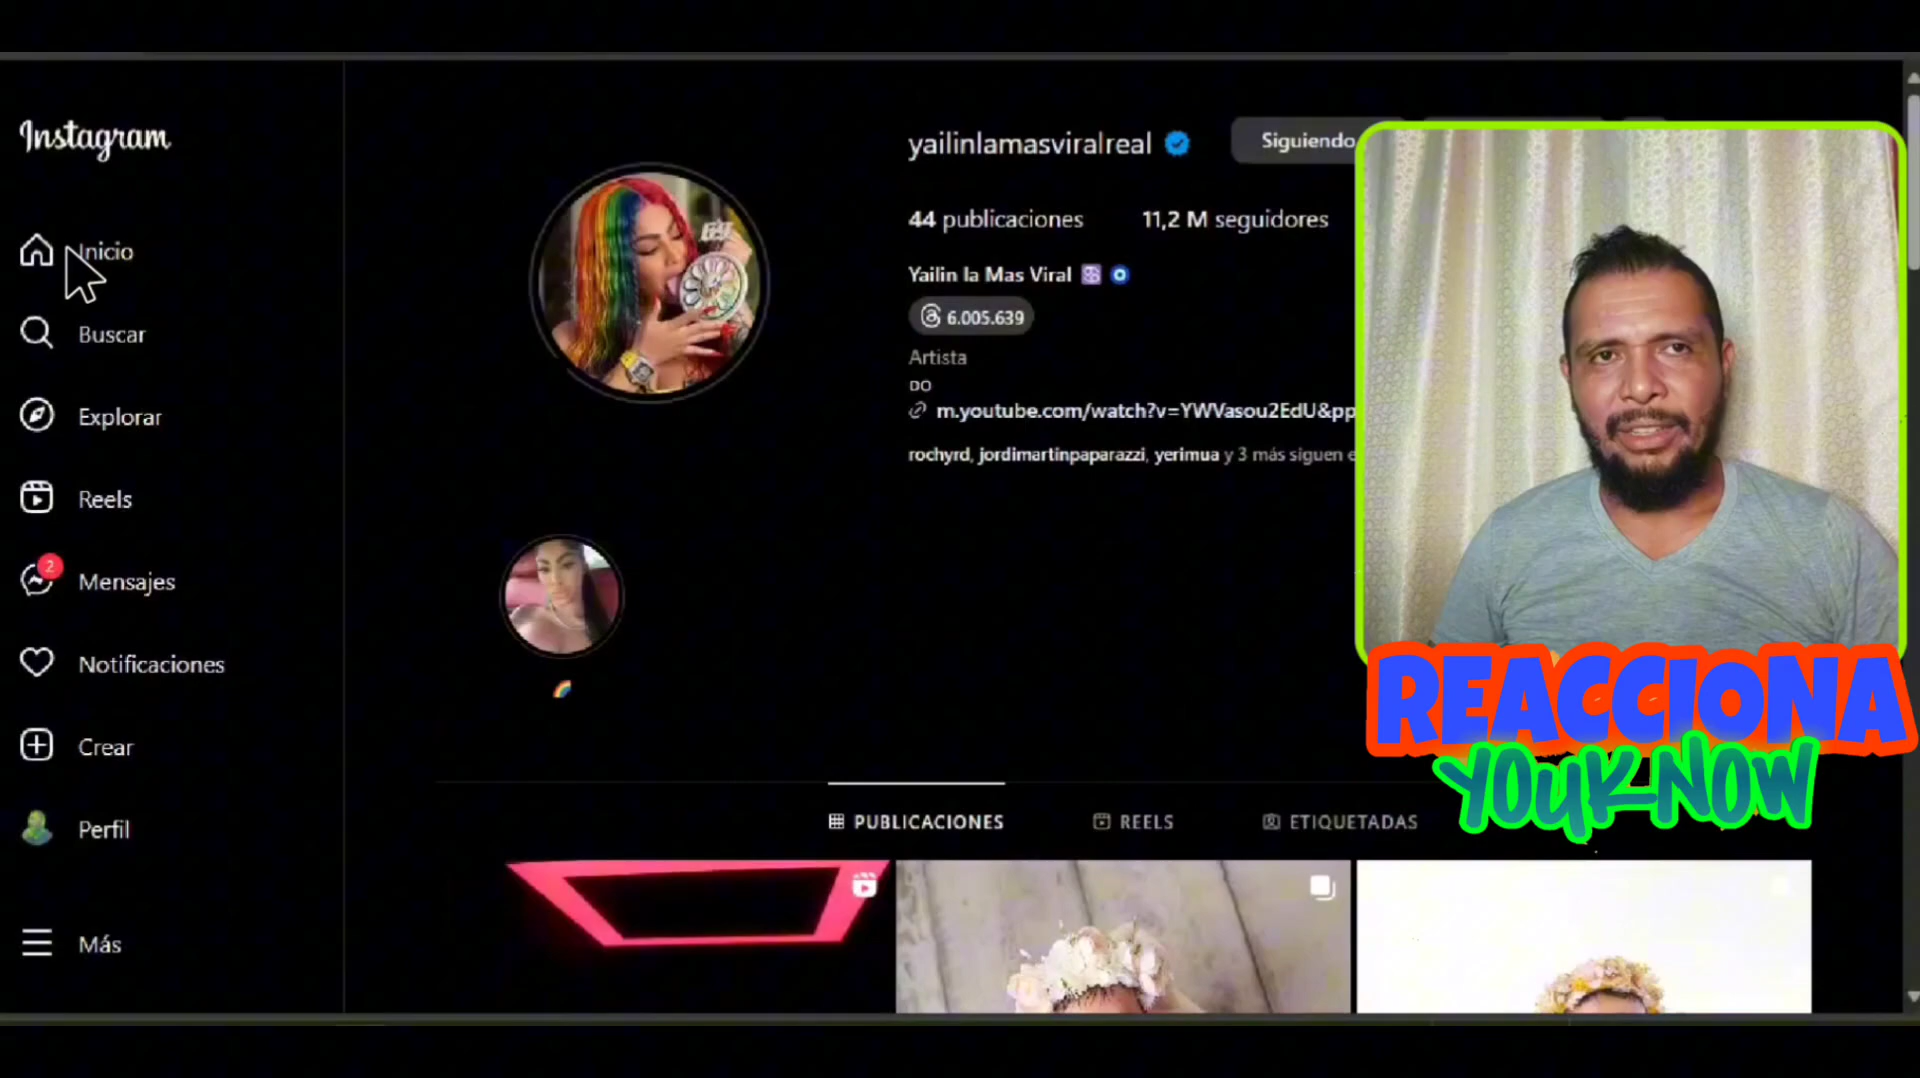 Instagram
Inicio
Buscar
Explorar
Reels
2
Mensajes
Notificaciones
Crear
Perfil
Más
yailinlamasviralreal
Siguiendo
44 publicaciones
11,2 M seguidores
Yailin la Mas Viral
6.005.639
Artista
DO
m.youtube.com/watch?v=YWVasou2EdU&pp
rochyrd, jordimartinpaparazzi, yerimua y 3 más siguen e
PUBLICACIONES
REELS
ETIQUETADAS
REACCIONA
YOUKNOW